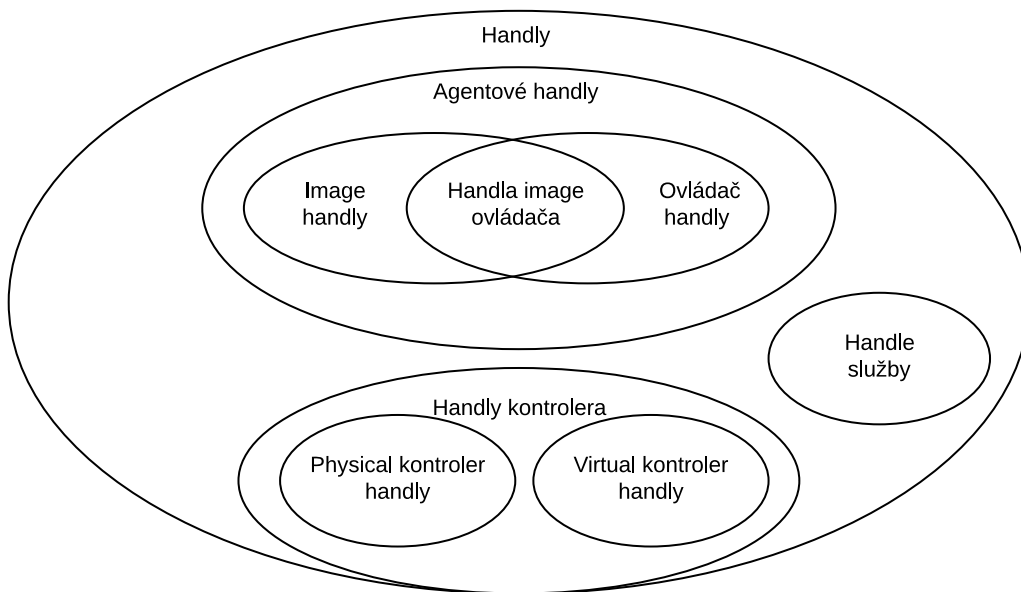 Handly
Agentové handly
Image
handly
Handla image
ovládača
Ovládač
handly
Handle
služby
Handly kontrolera
Physical kontroler
handly
Virtual kontroler
handly